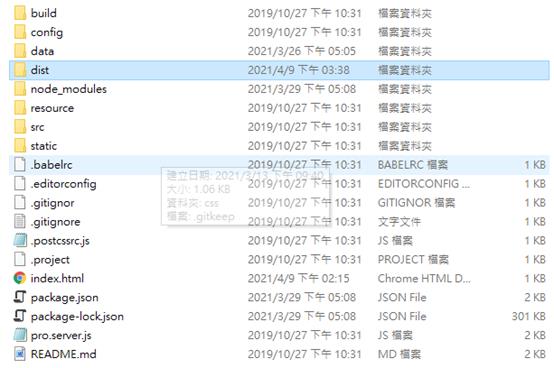 build 2019/10/27 下午 10:31 檔案資料夾
config 2019/10/27 下午 10:31 檔案資料夾
data 2021/3/26 下午 05:05 檔案資料夾
dist 2021/4/9 下午 03:38 檔案資料夾
node_modules 2021/3/29 下午 05:08 檔案資料夾
resource 2019/10/27 下午 10:31 檔案資料夾
src 2019/10/27 下午 10:31 檔案資料夾
static 2019/10/27 下午 10:31 檔案資料夾
.babelrc 2019/10/27 下午 10:31 BABELRC 檔案 1 KB
建立日期: 2021/3/13 下午 09:40
.editorconfig 2019/10/27 下午 10:31 EDITORCONFIG ... 1 KB
大小: 1.06 KB
.gitignor 2019/10/27 下午 10:31 GITIGNOR 檔案 1 KB
資料夾: css
檔案: .gitkeep
.gitignore 2019/10/27 下午 10:31 文字文件 1 KB
.postcssrc.js 2019/10/27 下午 10:31 JS 檔案 1 KB
.project 2019/10/27 下午 10:31 PROJECT 檔案 1 KB
index.html 2021/4/9 下午 02:15 Chrome HTML D... 1 KB
package.json 2021/3/29 下午 05:08 JSON File 2 KB
package-lock.json 2021/3/29 下午 05:08 JSON File 301 KB
pro.server.js 2019/10/27 下午 10:31 JS 檔案 2 KB
README.md 2019/10/27 下午 10:31 MD 檔案 2 KB